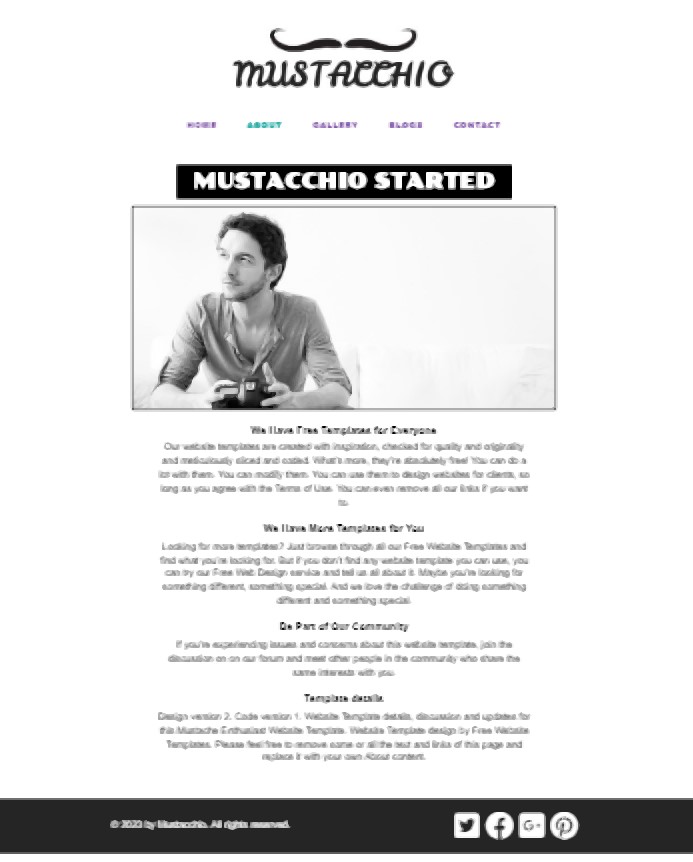 MUSTACCHIO
HOME ABOUT GALLERY BLOGS CONTACT
MUSTACCHIO STARTED
We Have Free Templates for Everyone
Our website templates are created with inspiration, checked for quality and originality
and meticulously sliced and coded. What's more, they're absolutely free! You can do a
lot with them. You can modify them. You can use them to design websites for clients, so
long as you agree with the Terms of Use. You can even remove all our links if you want
to.
We Have More Templates for You
Looking for more templates? Just browse through all our Free Website Templates and
find what you're looking for. But if you don't find any website template you can use, you
can try our Free Web Design service and tell us all about it. Maybe you're looking for
something different, something special. And we love the challenge of doing something
different and something special.
Be Part of Our Community
If you're experiencing issues and concerns about this website template, join the
discussion on on our forum and meet other people in the community who share the
same interests with you.
Template details
Design version 2. Code version 1. Website Template details, discussion and updates for
this Mustache Enthusiast Website Template. Website Template design by Free Website
Templates. Please feel free to remove some or all the text and links of this page and
replace it with your own About content.
© by Mustacchio. All rights reserved.
G+